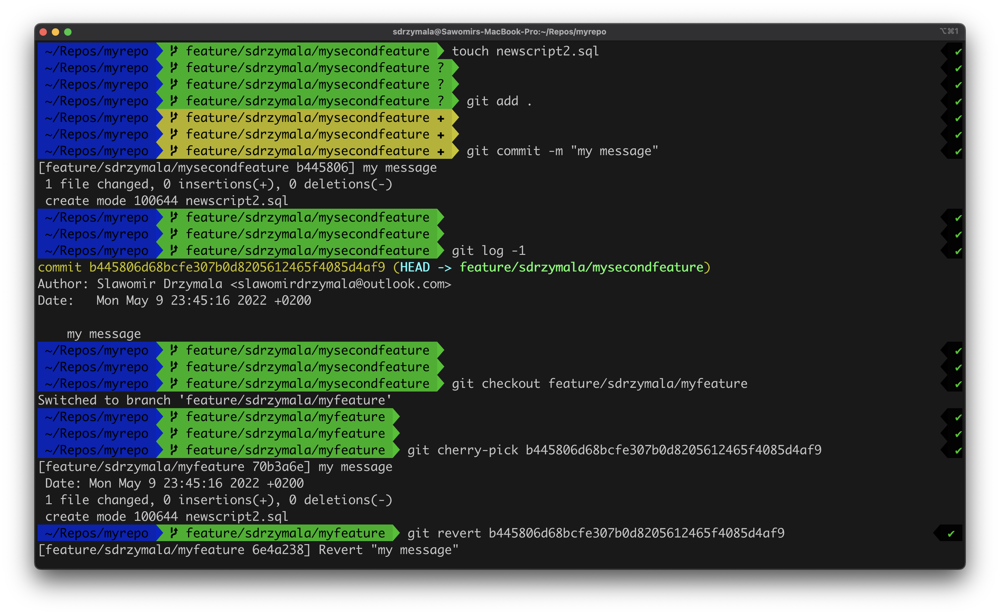 sdrzymala@Sawomirs-MacBook-Pro:~/Repos/myrepo ⌥⌘1
~/Repos/myrepo feature/sdrzymala/mysecondfeature touch newscript2.sql ✔
~/Repos/myrepo feature/sdrzymala/mysecondfeature ? ✔
~/Repos/myrepo feature/sdrzymala/mysecondfeature ? ✔
~/Repos/myrepo feature/sdrzymala/mysecondfeature ? git add . ✔
~/Repos/myrepo feature/sdrzymala/mysecondfeature + ✔
~/Repos/myrepo feature/sdrzymala/mysecondfeature + ✔
~/Repos/myrepo feature/sdrzymala/mysecondfeature + git commit -m "my message" ✔
[feature/sdrzymala/mysecondfeature b445806] my message
1 file changed, 0 insertions(+), 0 deletions(-)
create mode 100644 newscript2.sql
~/Repos/myrepo feature/sdrzymala/mysecondfeature ✔
~/Repos/myrepo feature/sdrzymala/mysecondfeature ✔
~/Repos/myrepo feature/sdrzymala/mysecondfeature git log -1 ✔
commit b445806d68bcfe307b0d8205612465f4085d4af9 (HEAD -> feature/sdrzymala/mysecondfeature)
Author: Slawomir Drzymala <slawomirdrzymala@outlook.com>
Date:   Mon May 9 23:45:16 2022 +0200
my message
~/Repos/myrepo feature/sdrzymala/mysecondfeature ✔
~/Repos/myrepo feature/sdrzymala/mysecondfeature ✔
~/Repos/myrepo feature/sdrzymala/mysecondfeature git checkout feature/sdrzymala/myfeature ✔
Switched to branch 'feature/sdrzymala/myfeature'
~/Repos/myrepo feature/sdrzymala/myfeature ✔
~/Repos/myrepo feature/sdrzymala/myfeature ✔
~/Repos/myrepo feature/sdrzymala/myfeature git cherry-pick b445806d68bcfe307b0d8205612465f4085d4af9 ✔
[feature/sdrzymala/myfeature 70b3a6e] my message
Date: Mon May 9 23:45:16 2022 +0200
1 file changed, 0 insertions(+), 0 deletions(-)
create mode 100644 newscript2.sql
~/Repos/myrepo feature/sdrzymala/myfeature git revert b445806d68bcfe307b0d8205612465f4085d4af9 ✔
[feature/sdrzymala/myfeature 6e4a238] Revert "my message"